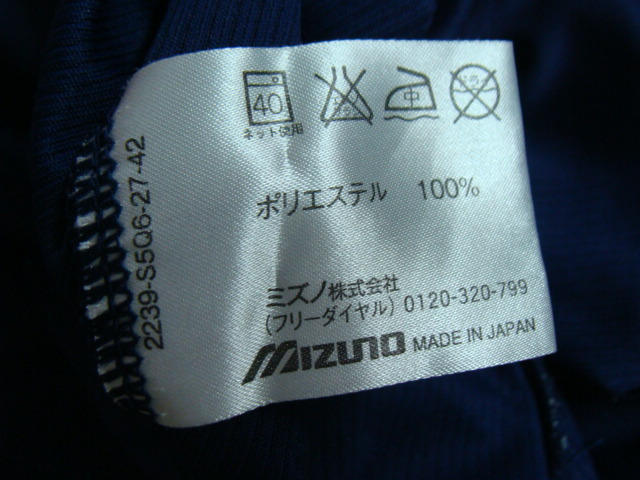 40
中
ネット使用
ポリエステル 100%
ミズノ株式会社
(フリーダイヤル) 0120-320-799
MIZUNO MADE IN JAPAN
2239-S5Q6-27-42